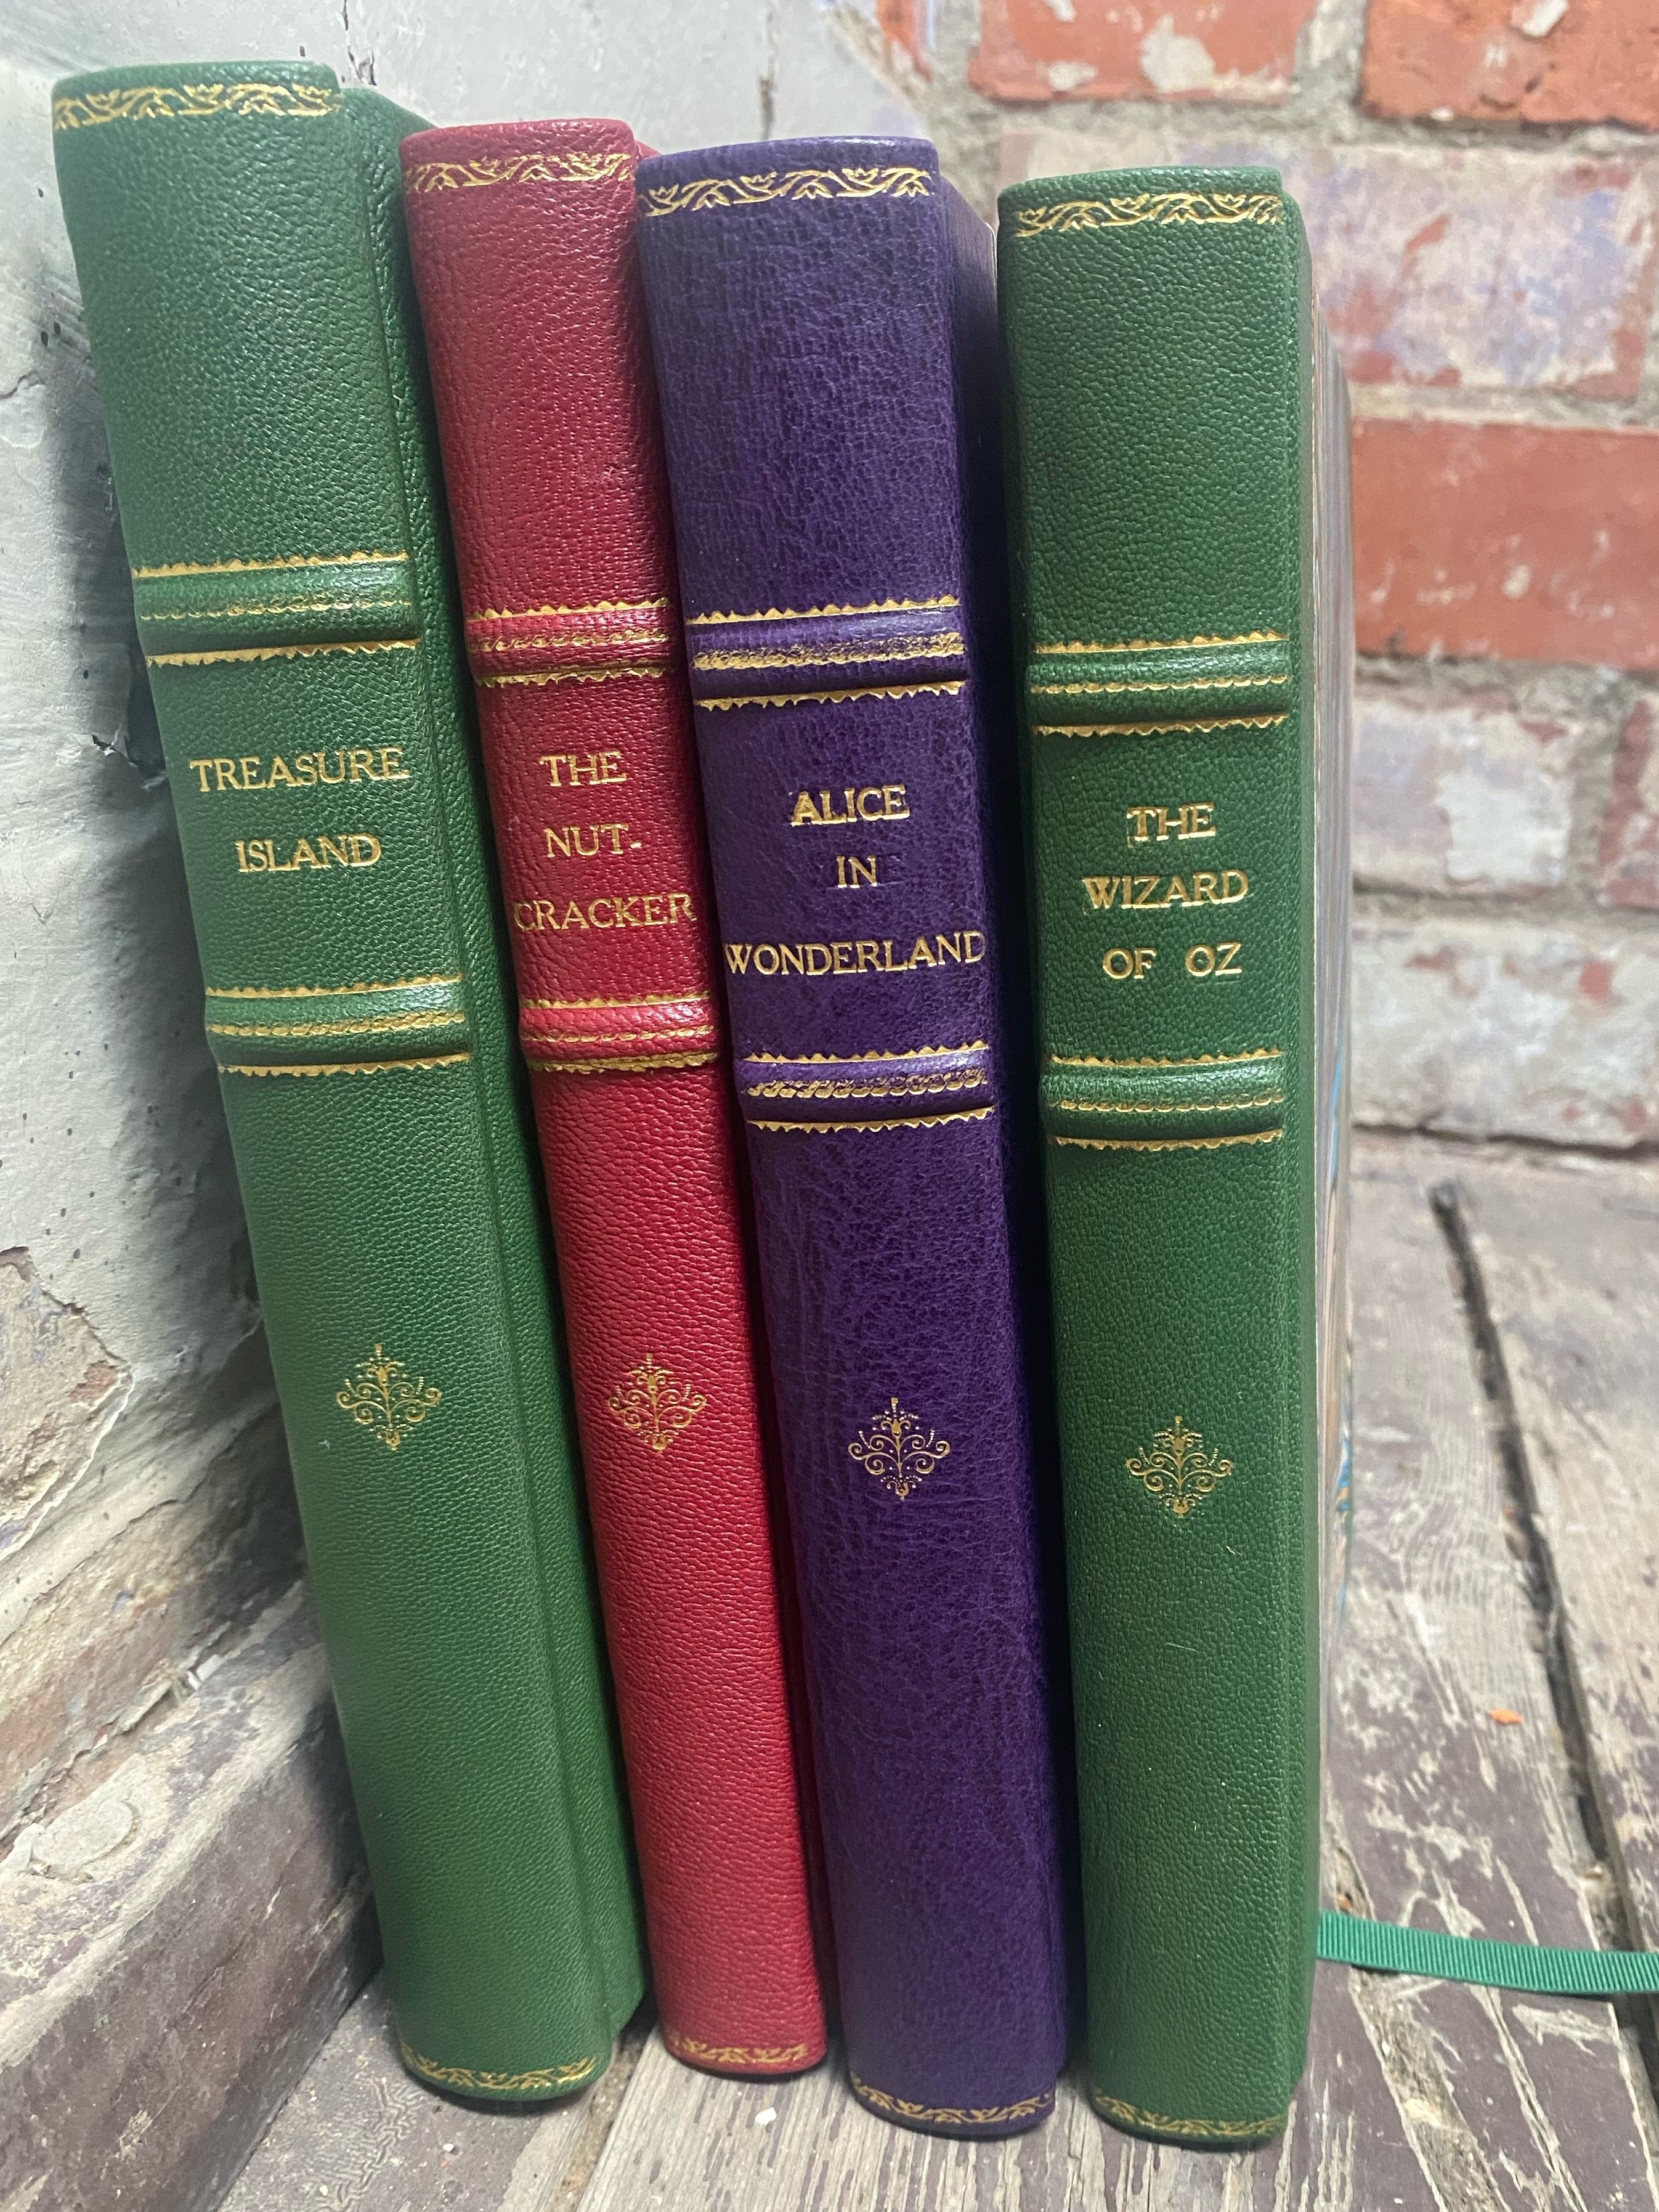 TREASURE
ISLAND
THE
NUT-
CRACKER
ALICE
IN
WONDERLAND
THE
WIZARD
OF OZ